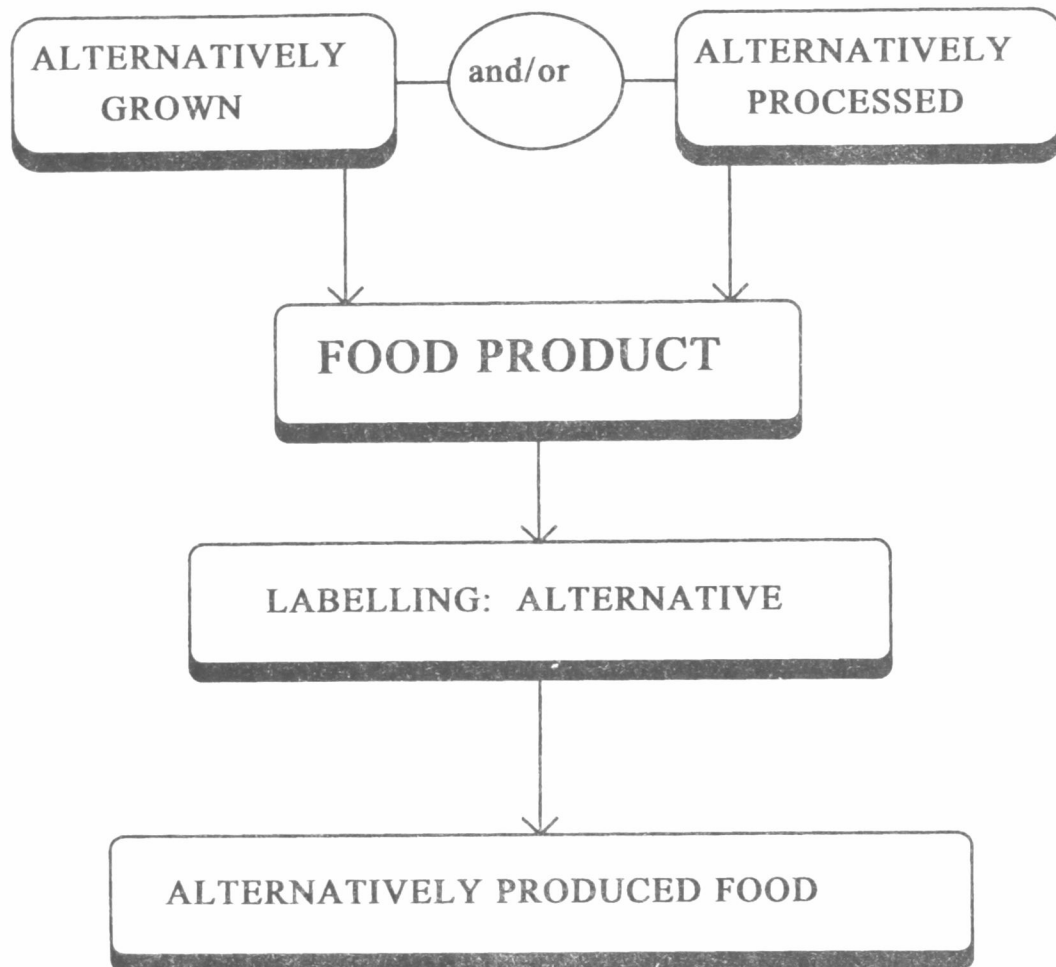 ALTERNATIVELY
GROWN
and/or
ALTERNATIVELY
PROCESSED
FOOD PRODUCT
LABELLING: ALTERNATIVE
ALTERNATIVELY PRODUCED FOOD